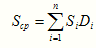 $S_{cp} = \sum_{i=1}^{n} S_i D_i$